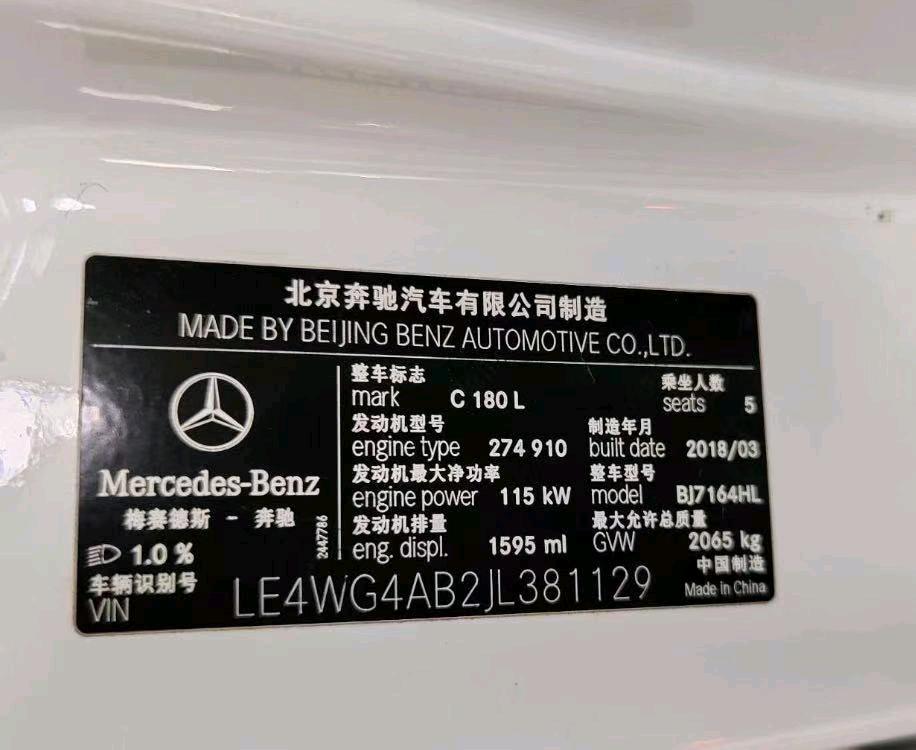 北京奔驰汽车有限公司制造
MADE BY BEIJING BENZ AUTOMOTIVE CO.,LTD.
Mercedes-Benz
梅赛德斯 - 奔驰
1.0 %
2447786
整车标志
mark C 180 L
乘坐人数
seats 5
发动机型号
engine type 274 910
制造年月
built date 2018/03
发动机最大净功率
engine power 115 kW
整车型号
model BJ7164HL
发动机排量
eng. displ. 1595 ml
最大允许总质量
GVW 2065 kg
车辆识别号
VIN LE4WG4AB2JL381129
中国制造
Made in China